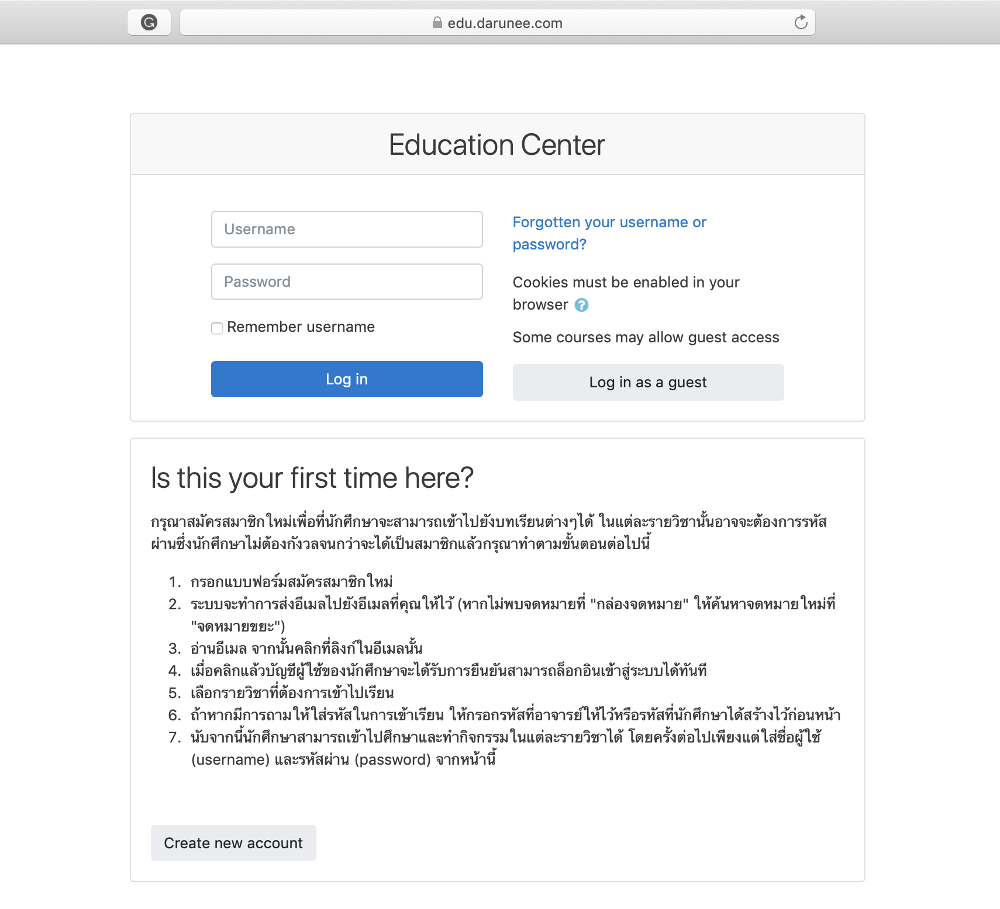 edu.darunee.com
Education Center
Username
Password
Remember username
Log in
Forgotten your username or
password?
Cookies must be enabled in your
browser ?
Some courses may allow guest access
Log in as a guest
Is this your first time here?
กรุณาสมัครสมาชิกใหม่เพื่อที่นักศึกษาจะสามารถเข้าไปยังบทเรียนต่างๆได้ ในแต่ละรายวิชานั้นอาจจะต้องการรหัส
ผ่านซึ่งนักศึกษาไม่ต้องกังวลจนกว่าจะได้เป็นสมาชิกแล้วกรุณาทำตามขั้นตอนต่อไปนี้
1. กรอกแบบฟอร์มสมัครสมาชิกใหม่
2. ระบบจะทำการส่งอีเมลไปยังอีเมลที่คุณให้ไว้ (หากไม่พบจดหมายที่ "กล่องจดหมาย" ให้ค้นหาจดหมายใหม่ที่
"จดหมายขยะ")
3. อ่านอีเมล จากนั้นคลิกที่ลิงก์ในอีเมลนั้น
4. เมื่อคลิกแล้วบัญชีผู้ใช้ของนักศึกษาจะได้รับการยืนยันสามารถล็อกอินเข้าสู่ระบบได้ทันที
5. เลือกรายวิชาที่ต้องการเข้าไปเรียน
6. ถ้าหากมีการถามให้ใส่รหัสในการเข้าเรียน ให้กรอกรหัสที่อาจารย์ให้ไว้หรือรหัสที่นักศึกษาได้สร้างไว้ก่อนหน้า
7. นับจากนี้นักศึกษาสามารถเข้าไปศึกษาและทำกิจกรรมในแต่ละรายวิชาได้ โดยครั้งต่อไปเพียงแต่ใส่ชื่อผู้ใช้
(username) และรหัสผ่าน (password) จากหน้านี้
Create new account